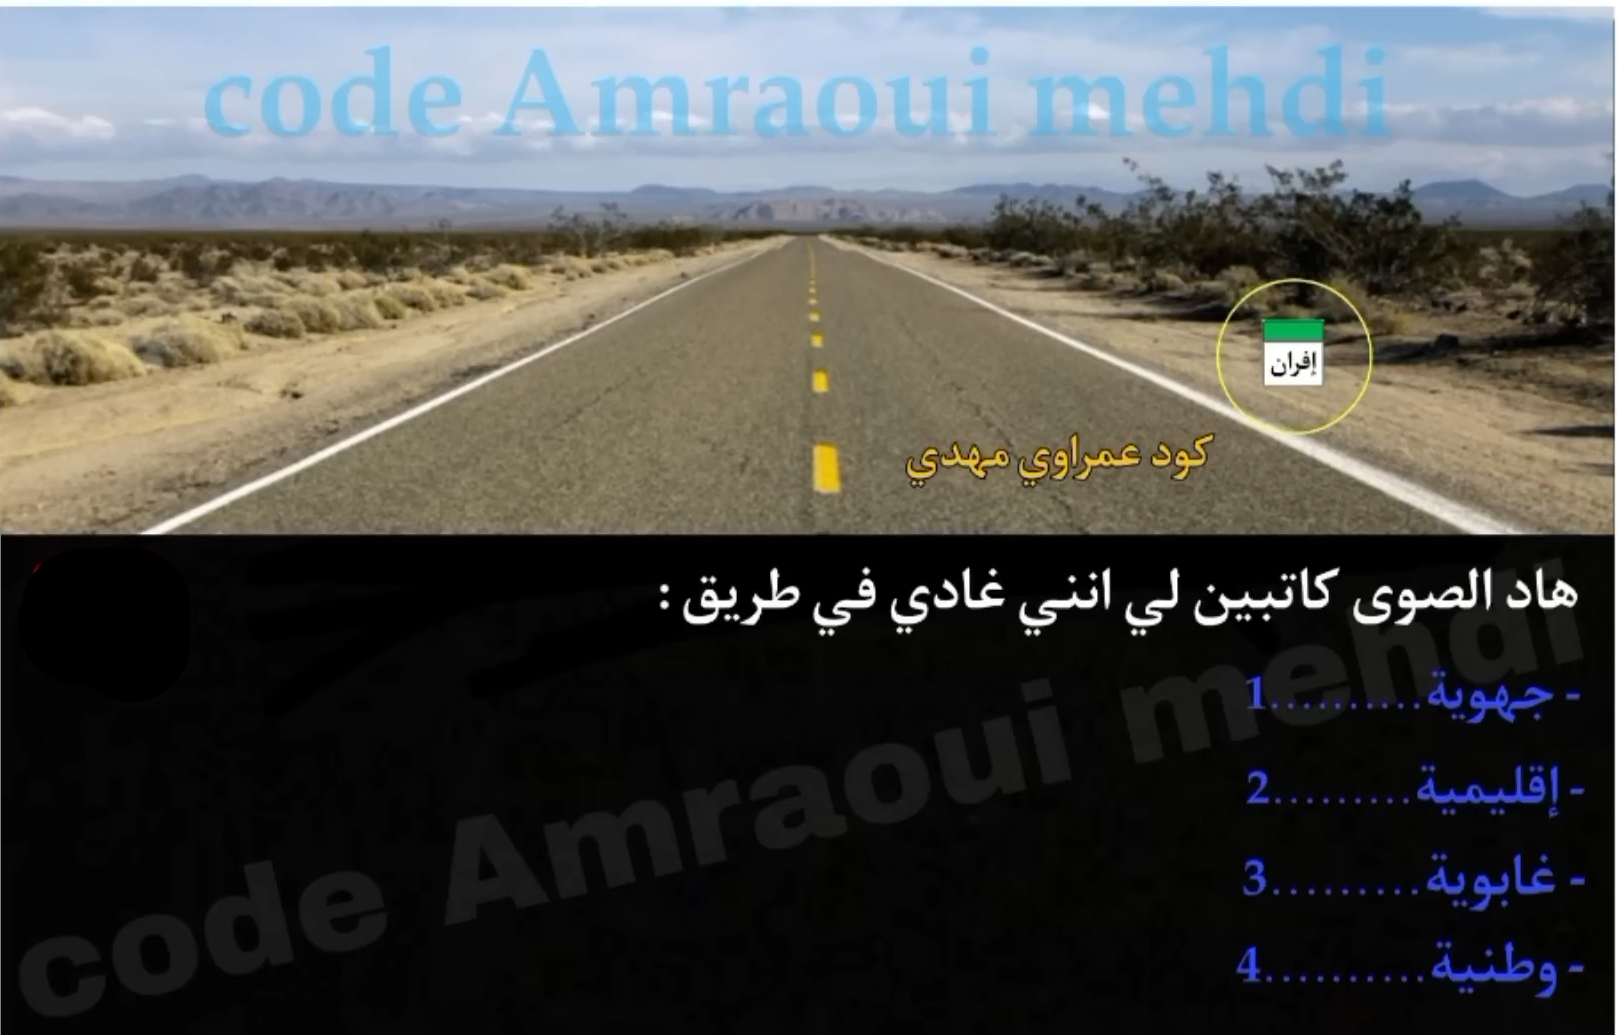 code Amraoui mehdi
إفران
كود عمراوي مهدي
هاد الصوى كاتبين لي انني غادي في طريق :
- جهوية..........1
- إقليمية.........2
- غابوية.........3
- وطنية..........4
code Amraoui mehdi